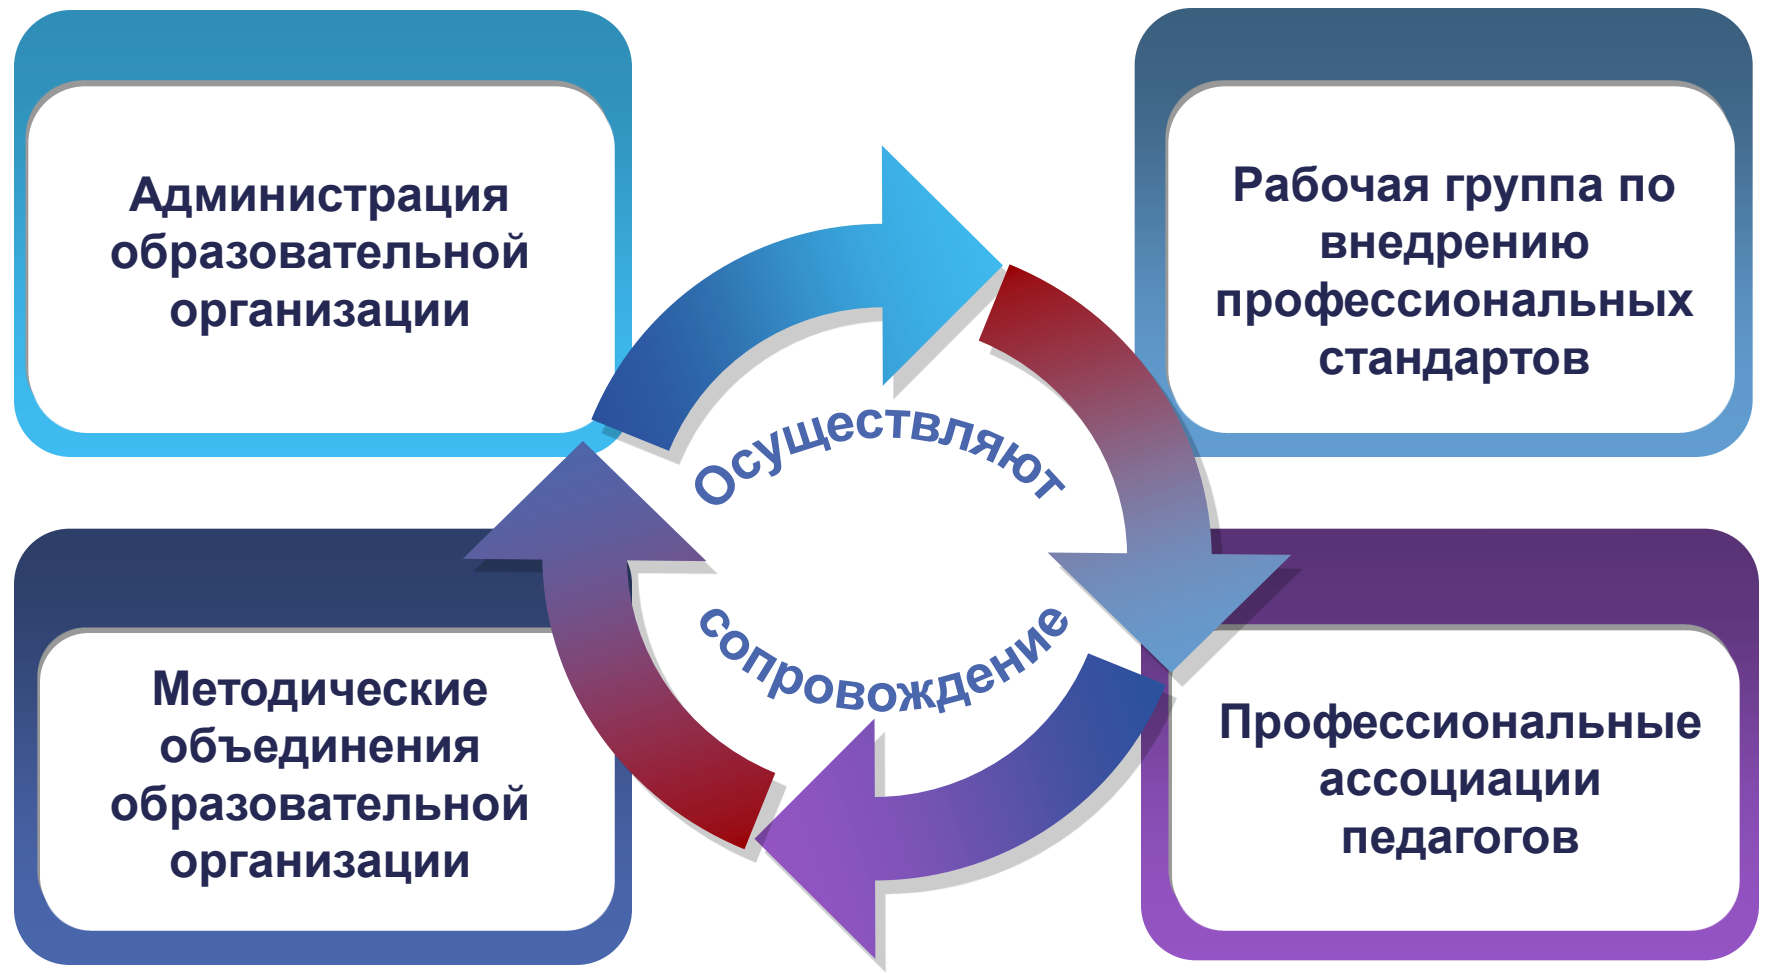 Администрация
образовательной
организации
Рабочая группа по
внедрению
профессиональных
стандартов
Осуществляют
сопровождение
Методические
объединения
образовательной
организации
Профессиональные
ассоциации
педагогов